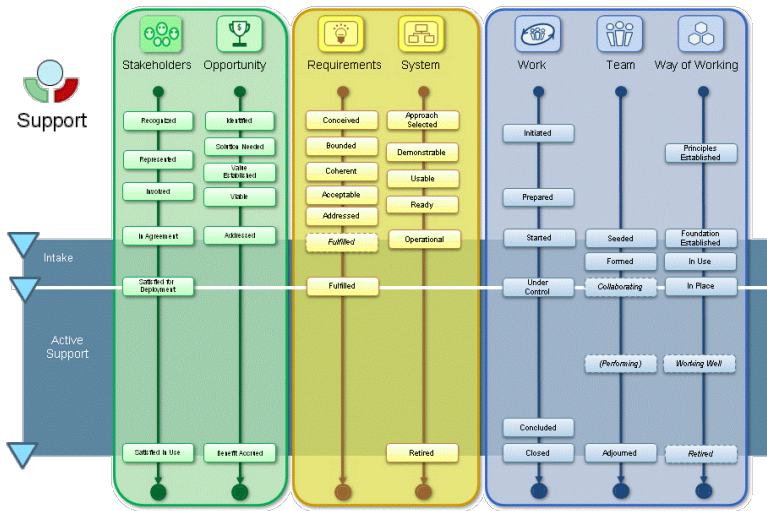 Support
Intake
Active
Support
Stakeholders
Recognized
Represented
Involved
In Agreement
Satisfied for
Deployment
Satisfied In Use
$
Opportunity
Identified
Solution Needed
Value
Established
Viable
Addressed
Benefit Accrued
Requirements
Conceived
Bounded
Coherent
Acceptable
Addressed
Fulfilled
Fulfilled
System
Approach
Selected
Demonstrable
Usable
Ready
Operational
Retired
Work
Initiated
Prepared
Started
Under
Control
Concluded
Closed
Team
Seeded
Formed
Collaborating
(Performing)
Adjourned
Way of Working
Principles
Established
Foundation
Established
In Use
In Place
Working Well
Retired